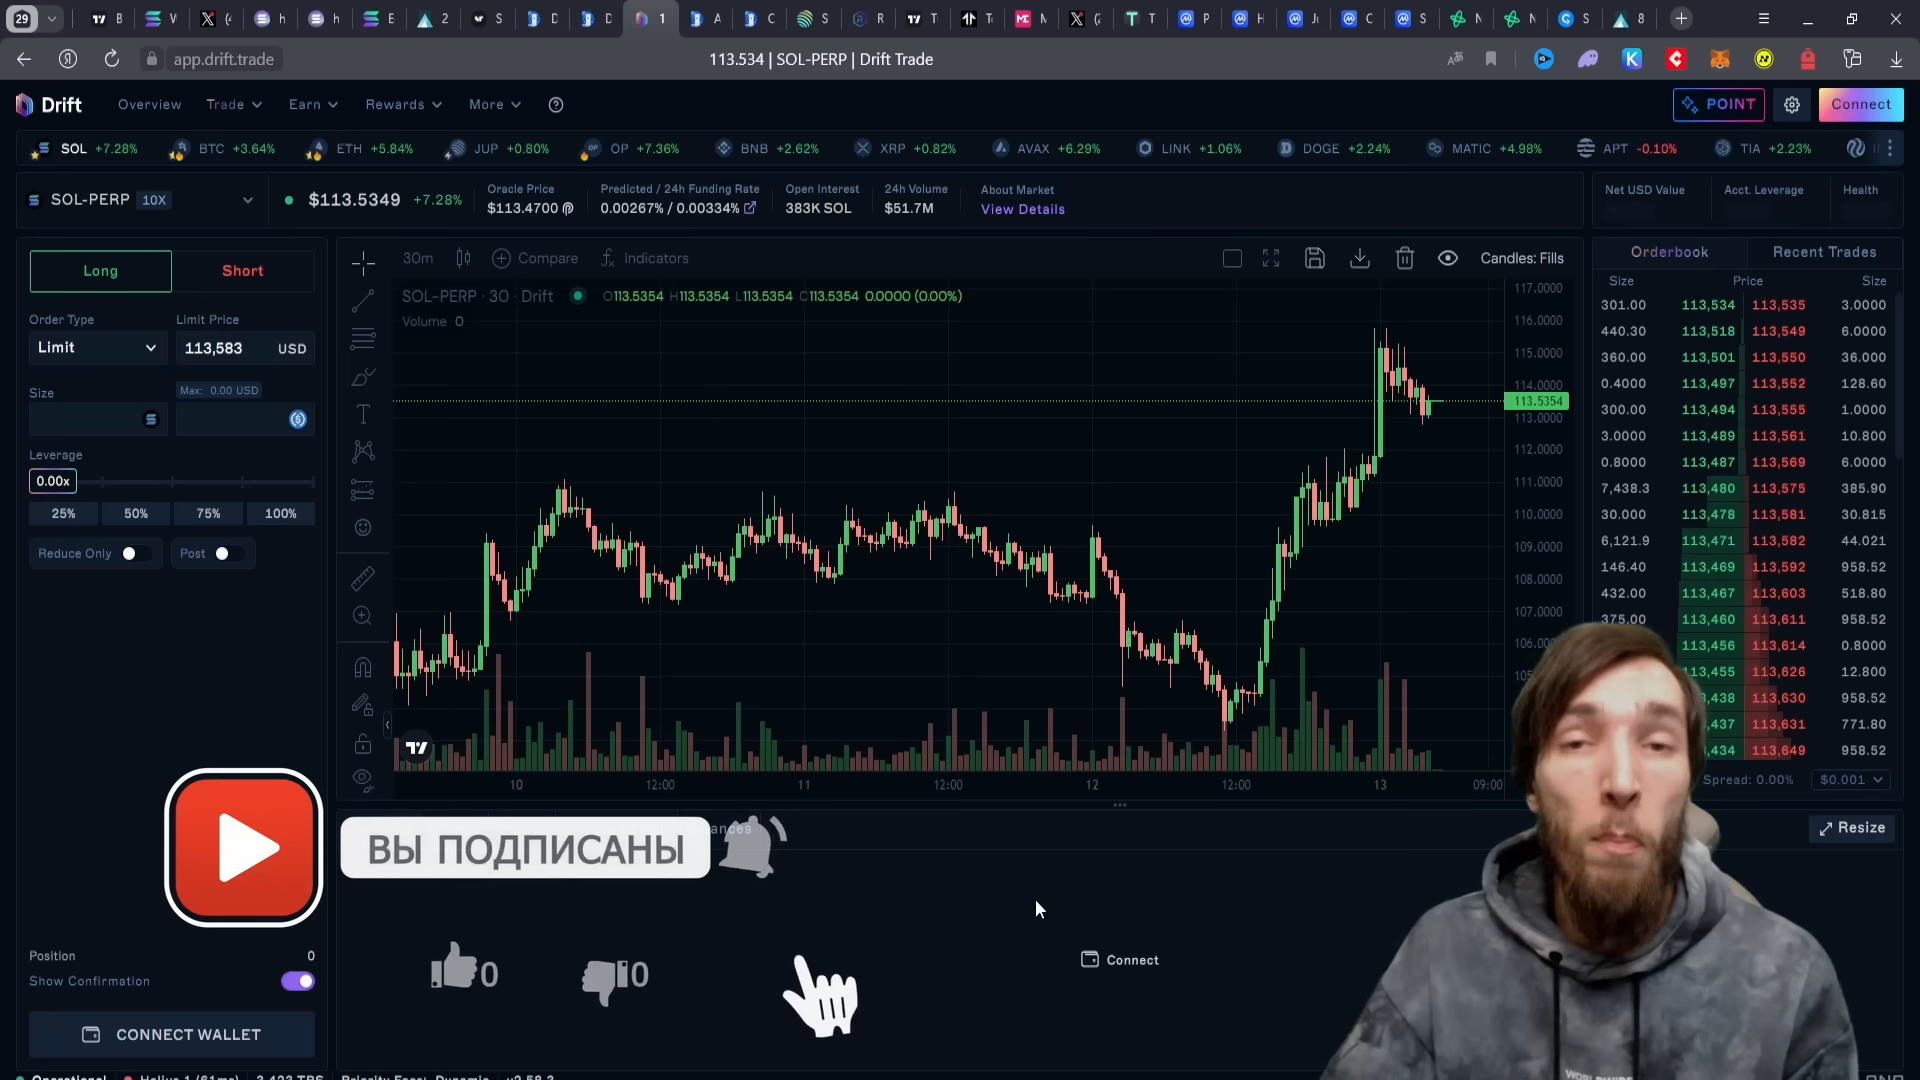 29 B V (4 h h E 2 S D D 1 A C S R T T M (2 T P H J C S N N S 8
app.drift.trade 113.534 | SOL-PERP | Drift Trade
Drift Overview Trade Earn Rewards More POINT Connect
SOL +7.28% BTC +3.64% ETH +5.84% JUP +0.80% OP +7.36% BNB +2.62% XRP +0.82% AVAX +6.29% LINK +1.06% DOGE +2.24% MATIC +4.98% APT -0.10% TIA +2.23%
SOL-PERP 10X $113.5349 +7.28%
Oracle Price Predicted / 24h Funding Rate Open Interest 24h Volume About Market
$113.4700 0.00267% / 0.00334% 383K SOL $51.7M View Details
Net USD Value Acct. Leverage Health
Long Short
Order Type Limit Price
Limit 113,583 USD
Size Max: 0.00 USD
Leverage
0.00x
25% 50% 75% 100%
Reduce Only Post
Position 0
Show Confirmation
CONNECT WALLET
30m Compare Indicators Candles: Fills
SOL-PERP · 30 · Drift O113.5354 H113.5354 L113.5354 C113.5354 0.0000 (0.00%)
Volume 0
117.0000
116.0000
115.0000
114.0000
113.5354
113.0000
112.0000
111.0000
110.0000
109.0000
108.0000
107.0000
10 12:00 11 12:00 12 12:00 13 09:00
Orderbook Recent Trades
Size Price Size
301.00 113,534 113,535 3.0000
440.30 113,518 113,549 6.0000
360.00 113,501 113,550 36.000
0.4000 113,497 113,552 128.60
300.00 113,494 113,555 1.0000
3.0000 113,489 113,561 10.800
0.8000 113,487 113,569 6.0000
7,438.3 113,480 113,575 385.90
30.000 113,478 113,581 30.815
6,121.9 113,471 113,582 44.021
146.40 113,469 113,592 958.52
432.00 113,467 113,603 518.80
375.00 113,460 113,611 958.52
113,456 113,614 0.8000
113,455 113,626 12.800
,438 113,630 958.52
,437 113,631 771.80
,434 113,649 958.52
Spread: 0.00% $0.001
ВЫ ПОДПИСАНЫ
Resize
0 0
Connect